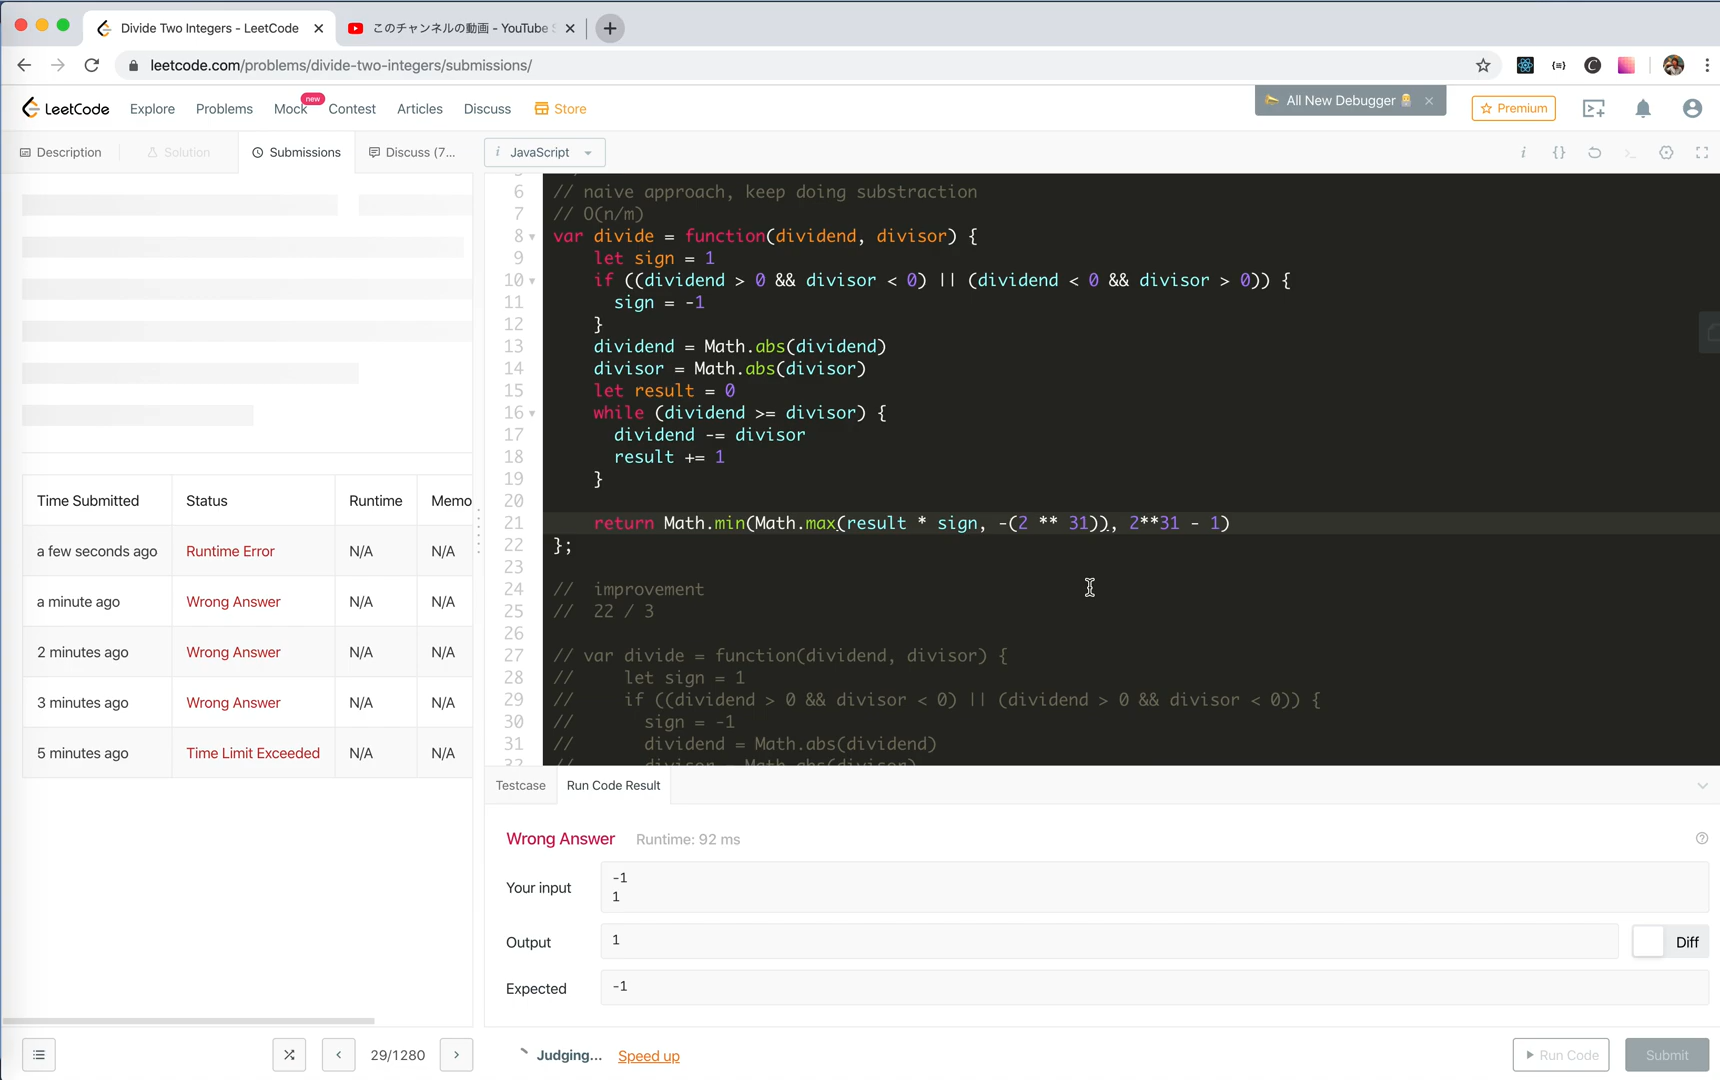 Divide Two Integers - LeetCode
このチャンネルの動画 - YouTube S
leetcode.com/problems/divide-two-integers/submissions/
LeetCode
Explore
Problems
Mock
new
Contest
Articles
Discuss
Store
All New Debugger
Premium
Description
Solution
Submissions
Discuss (7...
i JavaScript
Time Submitted Status Runtime Memo
a few seconds ago Runtime Error N/A N/A
a minute ago Wrong Answer N/A N/A
2 minutes ago Wrong Answer N/A N/A
3 minutes ago Wrong Answer N/A N/A
5 minutes ago Time Limit Exceeded N/A N/A
6 // naive approach, keep doing substraction
7 // O(n/m)
8 var divide = function(dividend, divisor) {
9 let sign = 1
10 if ((dividend > 0 && divisor < 0) || (dividend < 0 && divisor > 0)) {
11 sign = -1
12 }
13 dividend = Math.abs(dividend)
14 divisor = Math.abs(divisor)
15 let result = 0
16 while (dividend >= divisor) {
17 dividend -= divisor
18 result += 1
19 }
20
21 return Math.min(Math.max(result * sign, -(2 ** 31)), 2**31 - 1)
22 };
23
24 // improvement
25 // 22 / 3
26
27 // var divide = function(dividend, divisor) {
28 // let sign = 1
29 // if ((dividend > 0 && divisor < 0) || (dividend > 0 && divisor < 0)) {
30 // sign = -1
31 // dividend = Math.abs(dividend)
32 // divisor = Math.abs(divisor)
Testcase
Run Code Result
Wrong Answer Runtime: 92 ms
Your input
-1
1
Output
1
Diff
Expected
-1
29/1280
Judging...
Speed up
Run Code
Submit